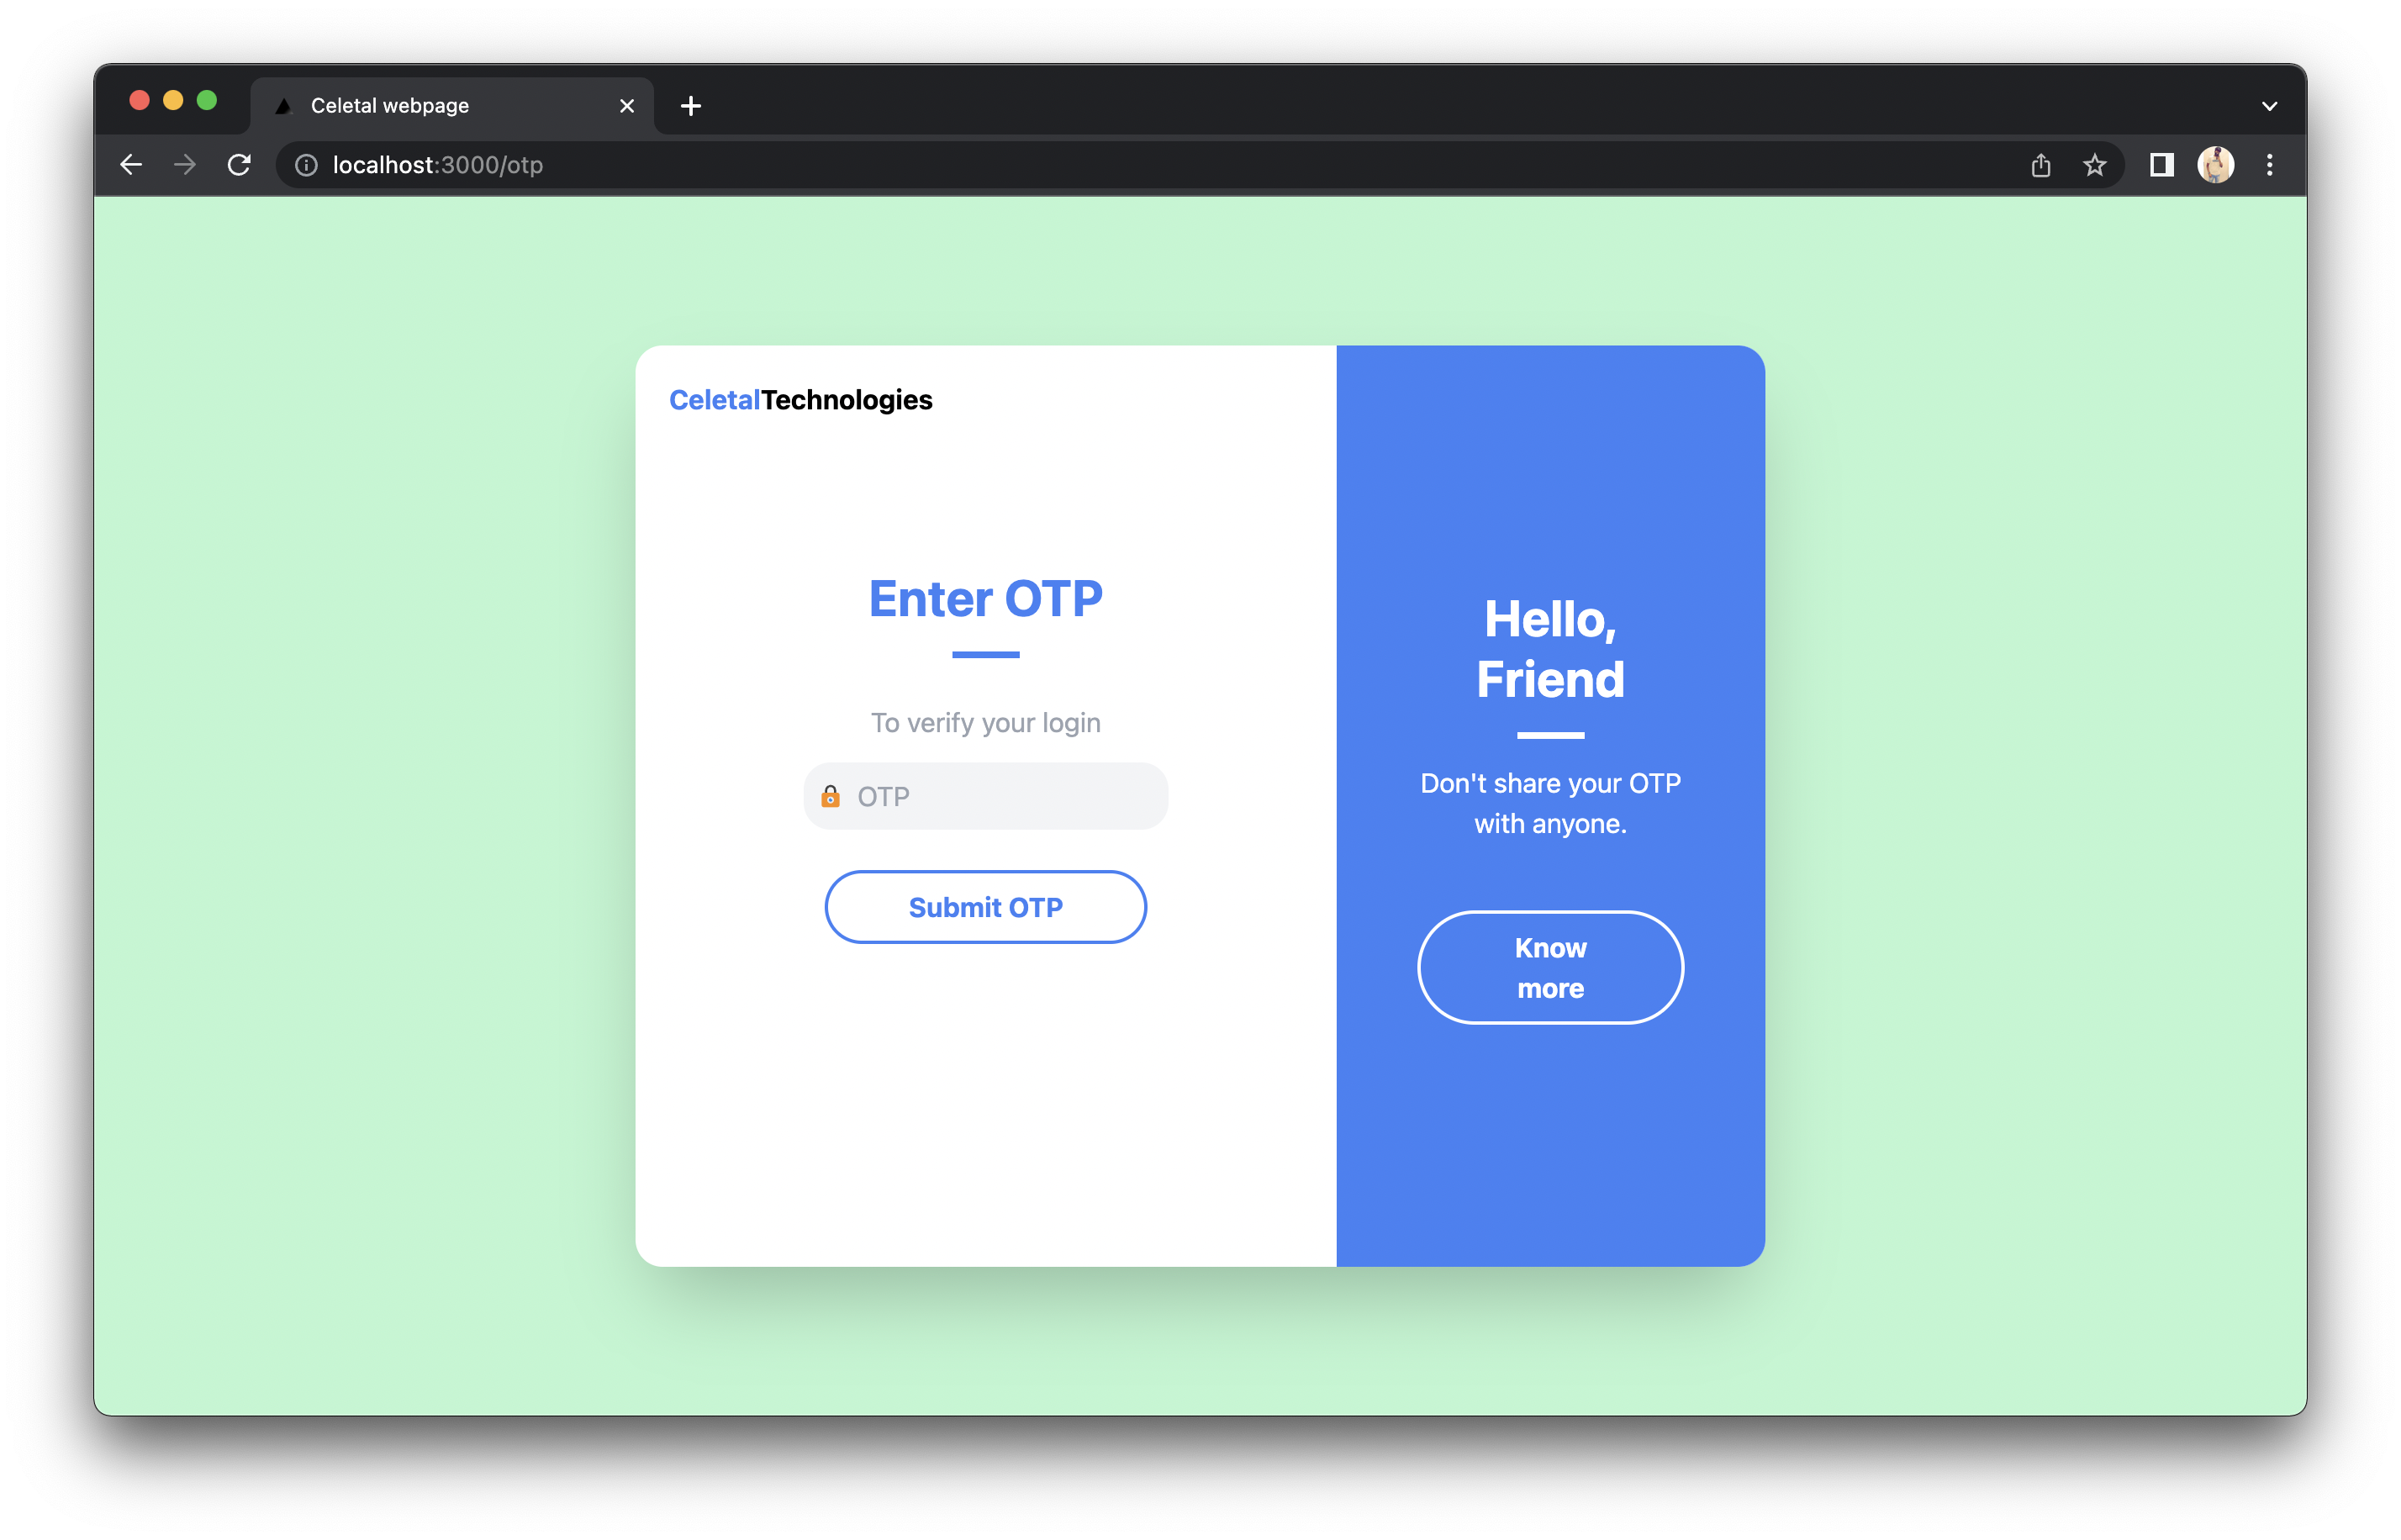 Celetal webpage
localhost:3000/otp
CeletalTechnologies
Enter OTP
To verify your login
OTP
Submit OTP
Hello,
Friend
Don't share your OTP
with anyone.
Know
more